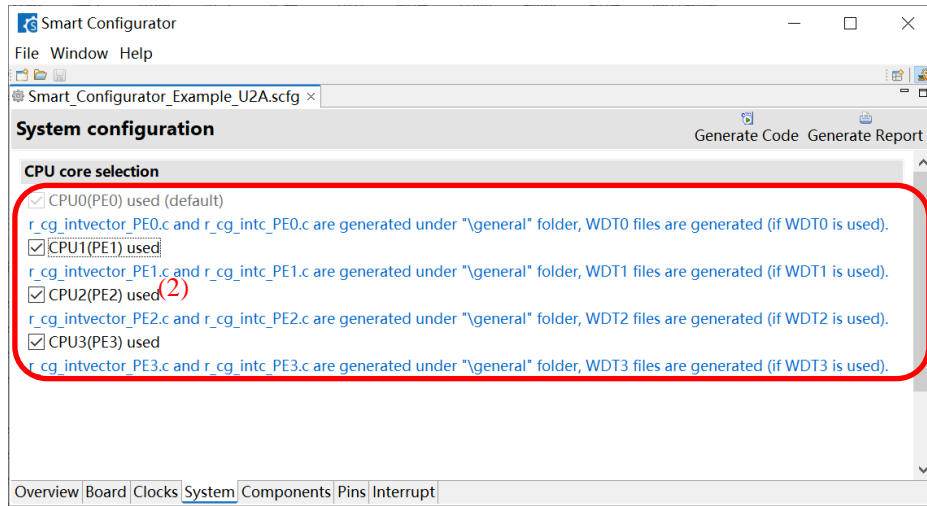 Smart Configurator
File Window Help
Smart_Configurator_Example_U2A.scfg
System configuration
Generate Code Generate Report
CPU core selection
CPU0(PE0) used (default)
r_cg_intvector_PE0.c and r_cg_intc_PE0.c are generated under "\general" folder, WDT0 files are generated (if WDT0 is used).
CPU1(PE1) used
r_cg_intvector_PE1.c and r_cg_intc_PE1.c are generated under "\general" folder, WDT1 files are generated (if WDT1 is used).
CPU2(PE2) used
(2)
r_cg_intvector_PE2.c and r_cg_intc_PE2.c are generated under "\general" folder, WDT2 files are generated (if WDT2 is used).
CPU3(PE3) used
r_cg_intvector_PE3.c and r_cg_intc_PE3.c are generated under "\general" folder, WDT3 files are generated (if WDT3 is used).
Overview Board Clocks System Components Pins Interrupt